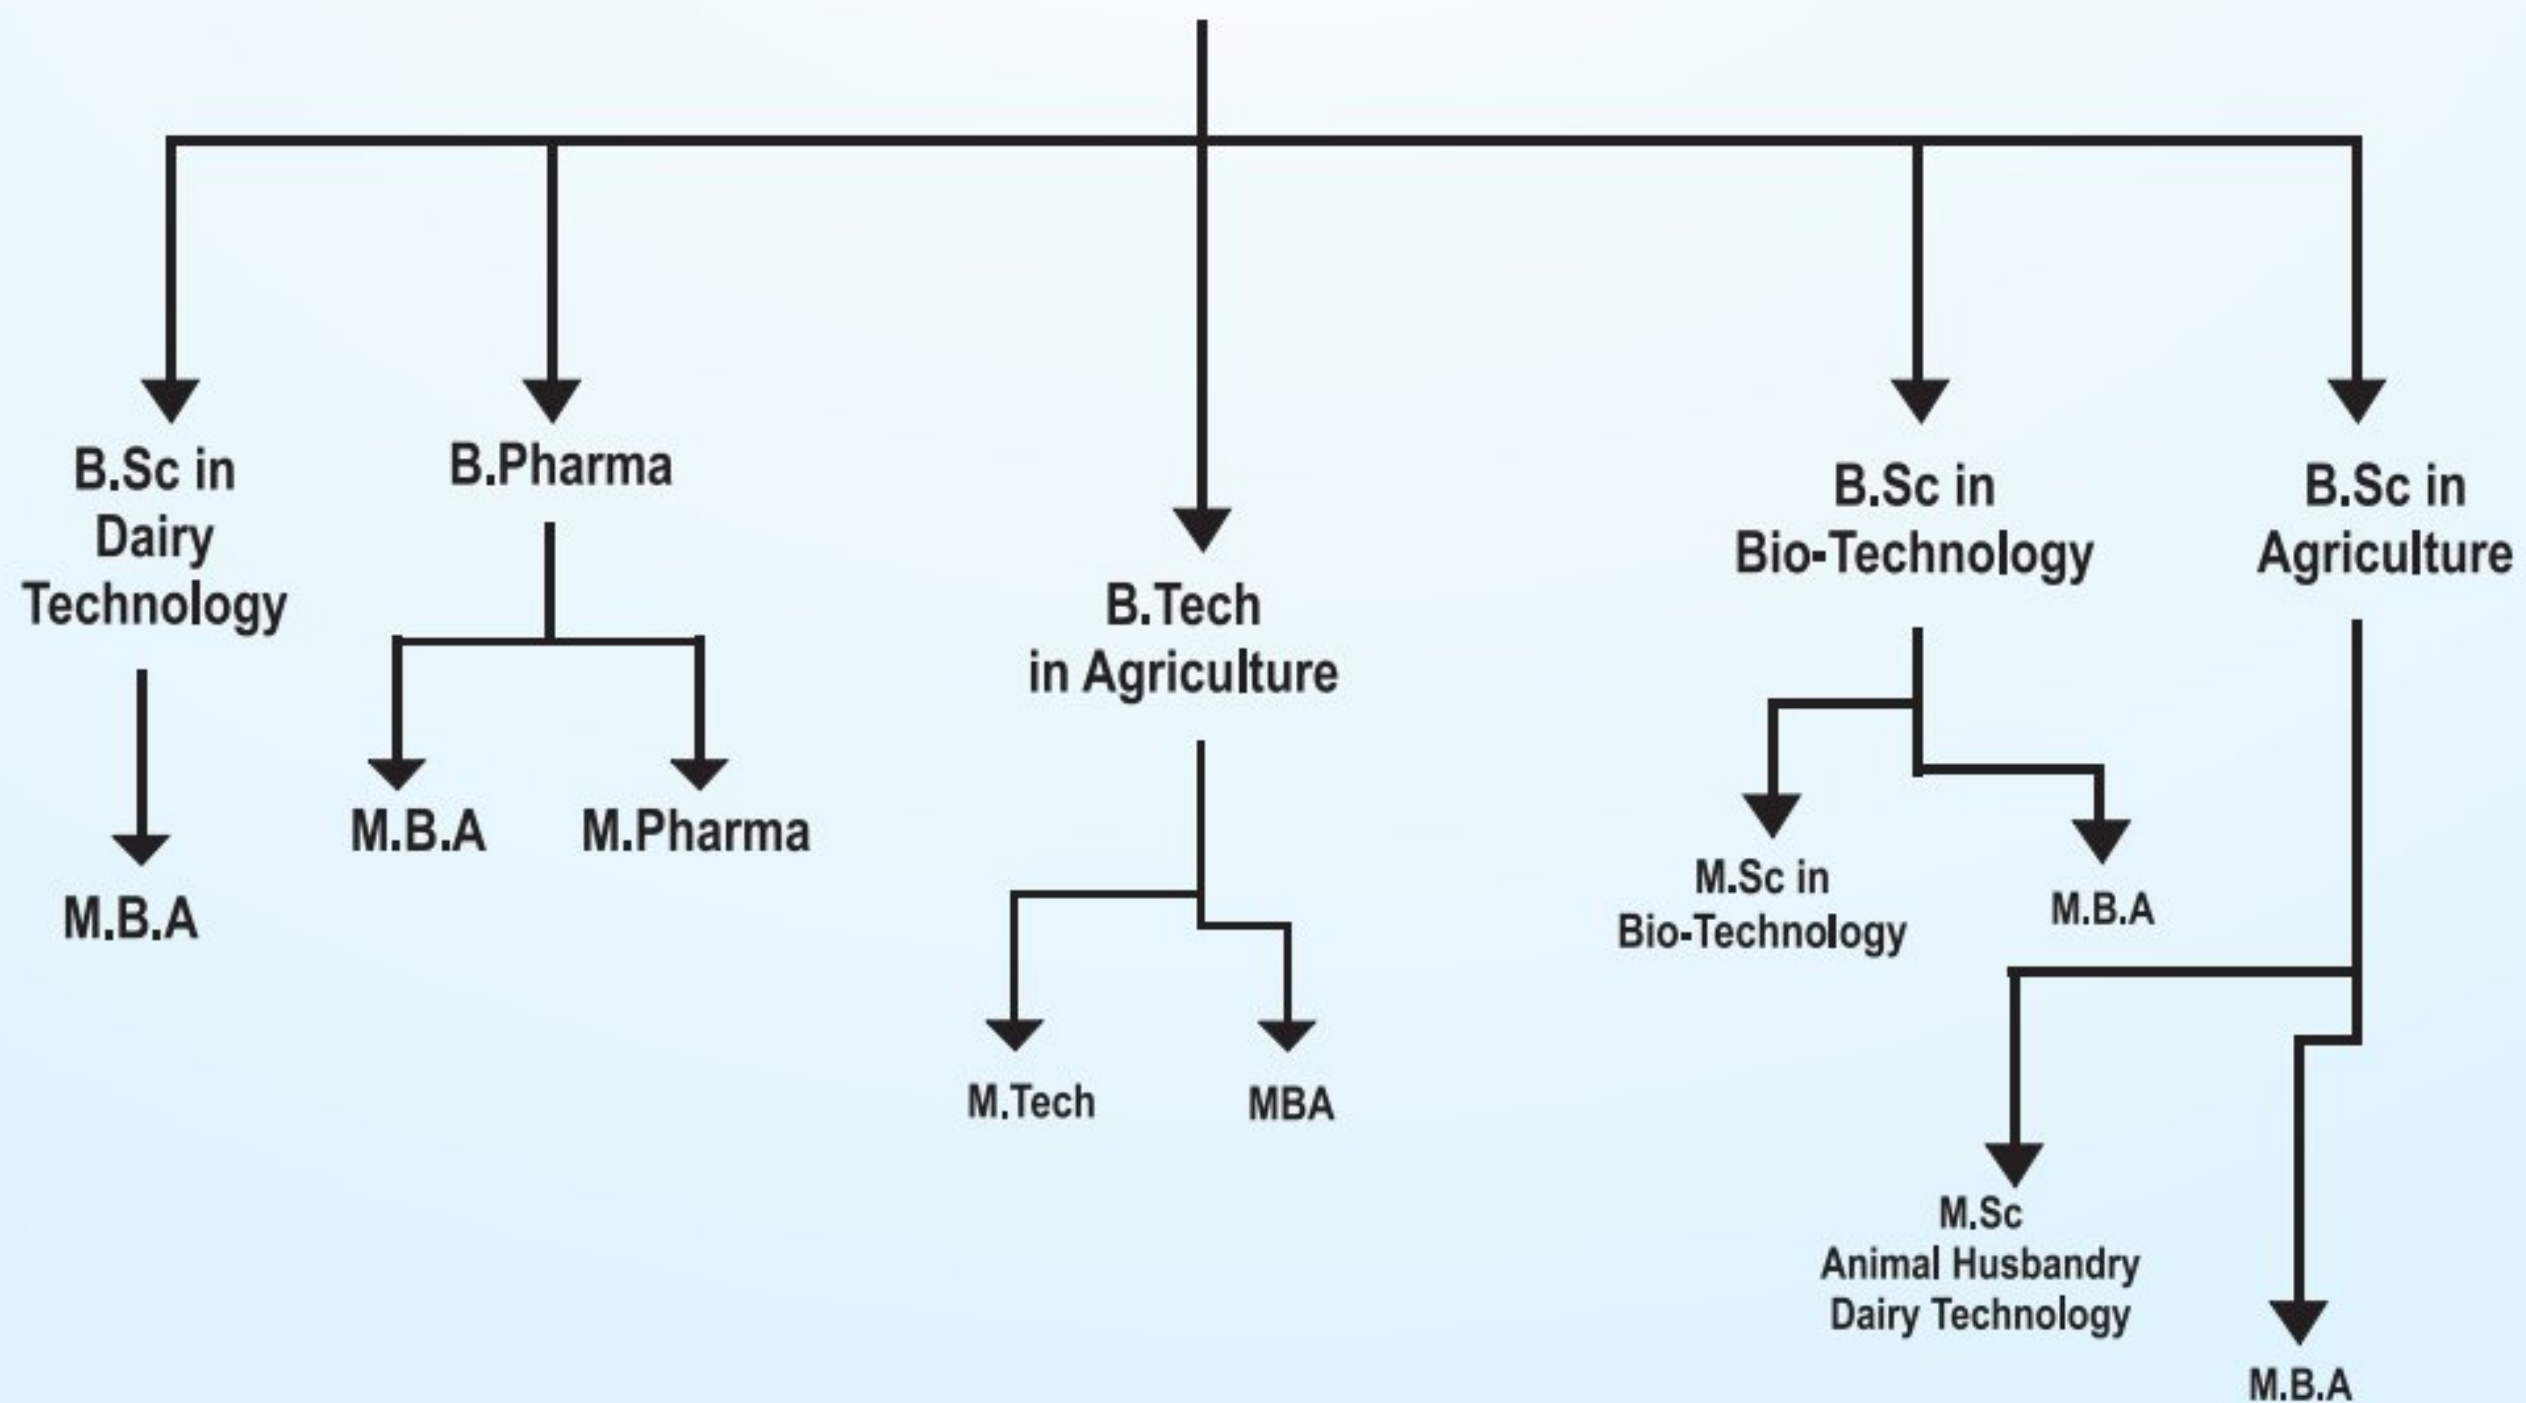 B.Sc in
Dairy
Technology
B.Pharma
B.Tech
in Agriculture
B.Sc in
Bio-Technology
B.Sc in
Agriculture
M.B.A
M.B.A
M.Pharma
M.Tech
MBA
M.Sc in
Bio-Technology
M.B.A
M.Sc
Animal Husbandry
Dairy Technology
M.B.A